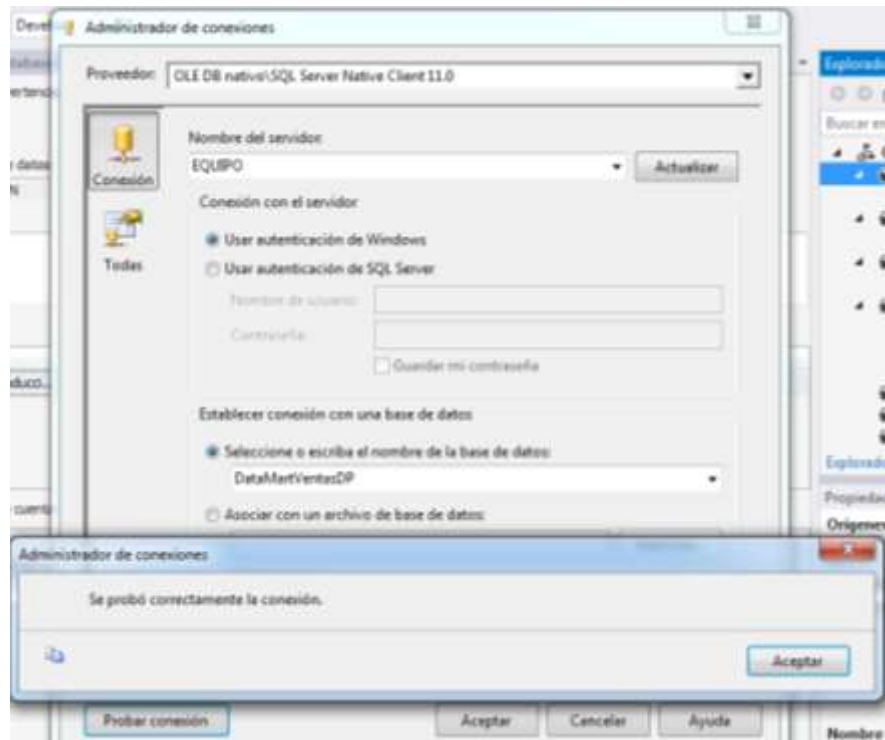 Administrador de conexiones
Proveedor: OLE DB nativo\SQL Server Native Client 11.0
Explorado
Buscar en
Conexión
Todas
Nombre del servidor:
EQUIPO
Actualizar
Conexión con el servidor
Usar autenticación de Windows
Usar autenticación de SQL Server
Nombre de usuario:
Contraseña:
Guardar mi contraseña
Establecer conexión con una base de datos
Seleccione o escriba el nombre de la base de datos:
DataMartVentasDP
Asociar con un archivo de base de datos:
Explorado
Propiedad
Orígenes
Administrador de conexiones
Se probó correctamente la conexión.
Aceptar
Probar conexión
Aceptar
Cancelar
Ayuda
Nombre